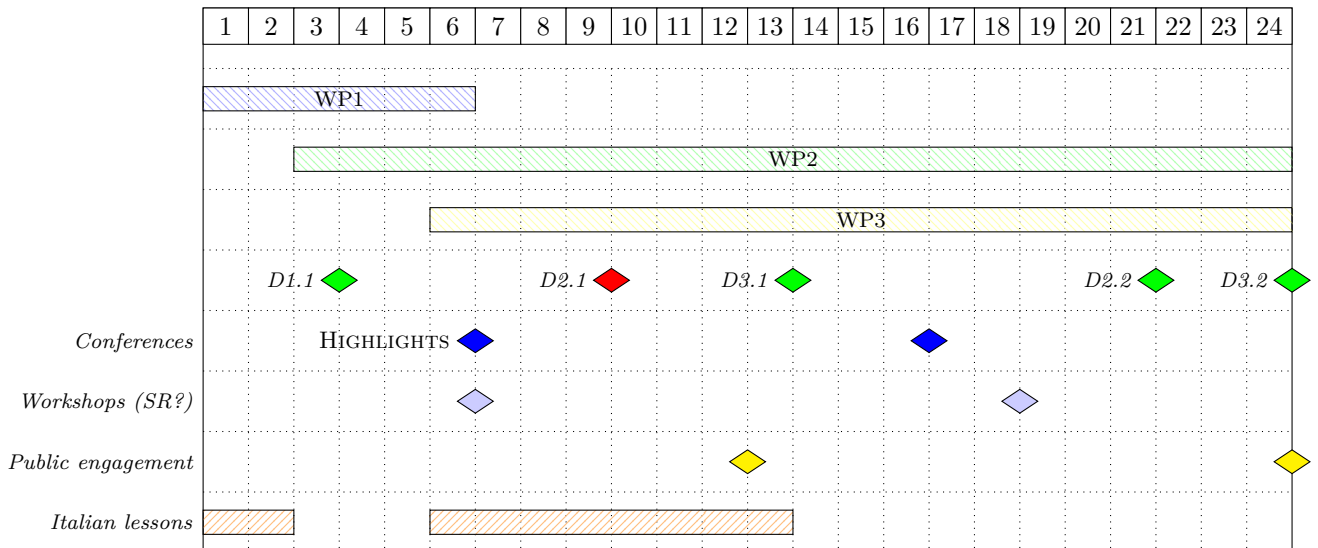 1 2 3 4 5 6 7 8 9 10 11 12 13 14 15 16 17 18 19 20 21 22 23 24
WP1
WP2
WP3
D1.1 D2.1 D3.1 D2.2 D3.2
Conferences HIGHLIGHTS
Workshops (SR?)
Public engagement
Italian lessons